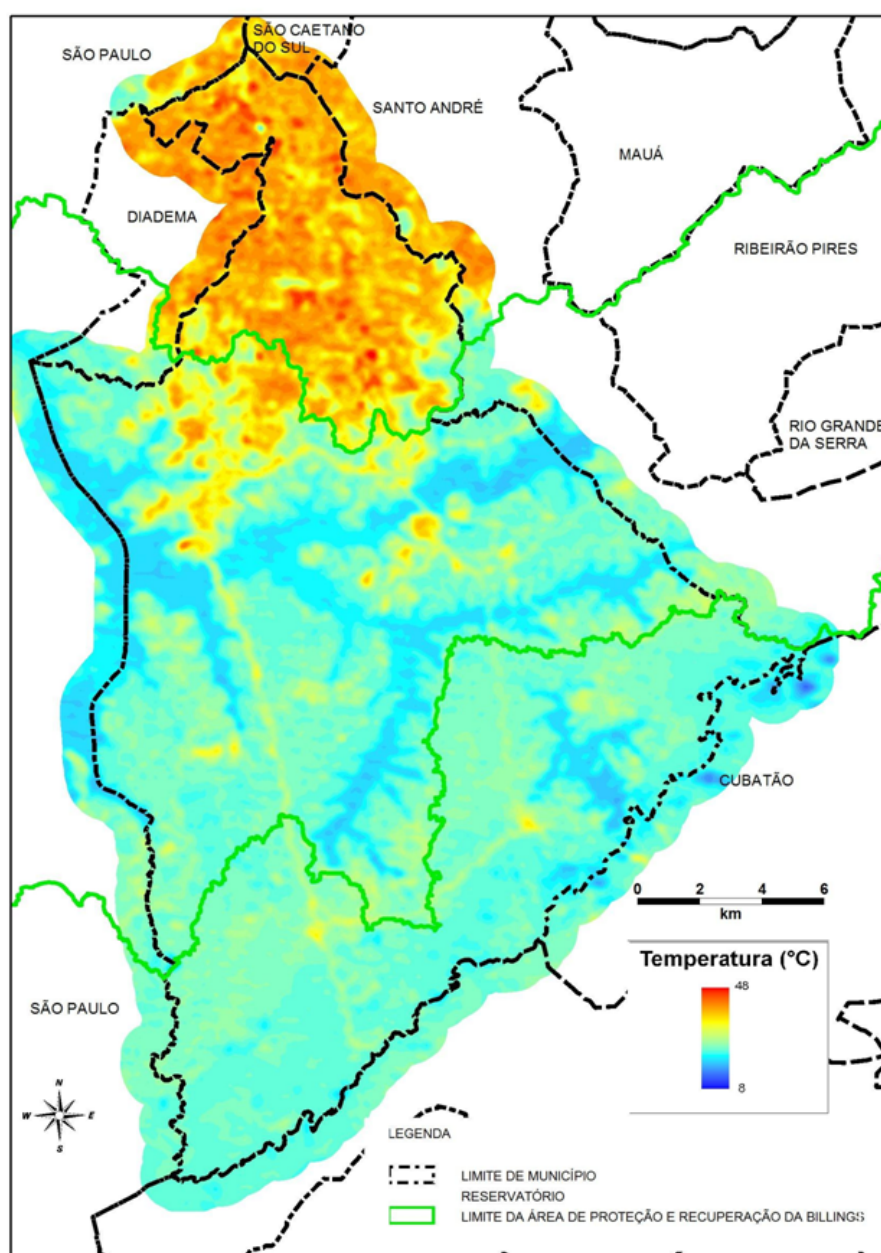 SÃO CAETANO
DO SUL
SÃO PAULO
SANTO ANDRÉ
MAUÁ
DIADEMA
RIBEIRÃO PIRES
RIO GRANDE
DA SERRA
CUBATÃO
0 2 4 6
km
Temperatura (°C)
48
8
SÃO PAULO
N
W E
S
LEGENDA
LIMITE DE MUNICÍPIO
RESERVATÓRIO
LIMITE DA ÁREA DE PROTEÇÃO E RECUPERAÇÃO DA BILLINGS